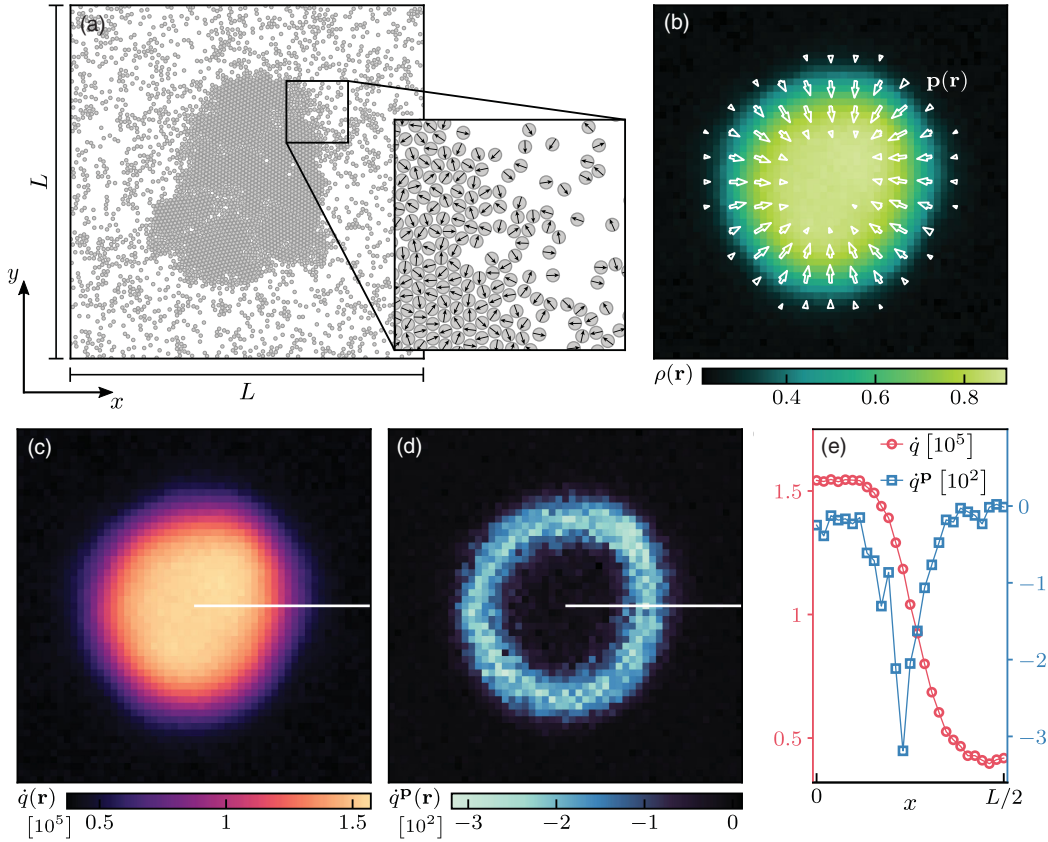 (a)
L
y
x
L
(b)
p(r)
ρ(r)
0.4
0.6
0.8
(c)
q̇(r)
[10⁵]
0.5
1
1.5
(d)
q̇ᵖ(r)
[10²]
−3
−2
−1
0
(e)
q̇ [10⁵]
q̇ᵖ [10²]
1.5
1
0.5
0
−1
−2
−3
0
x
L/2